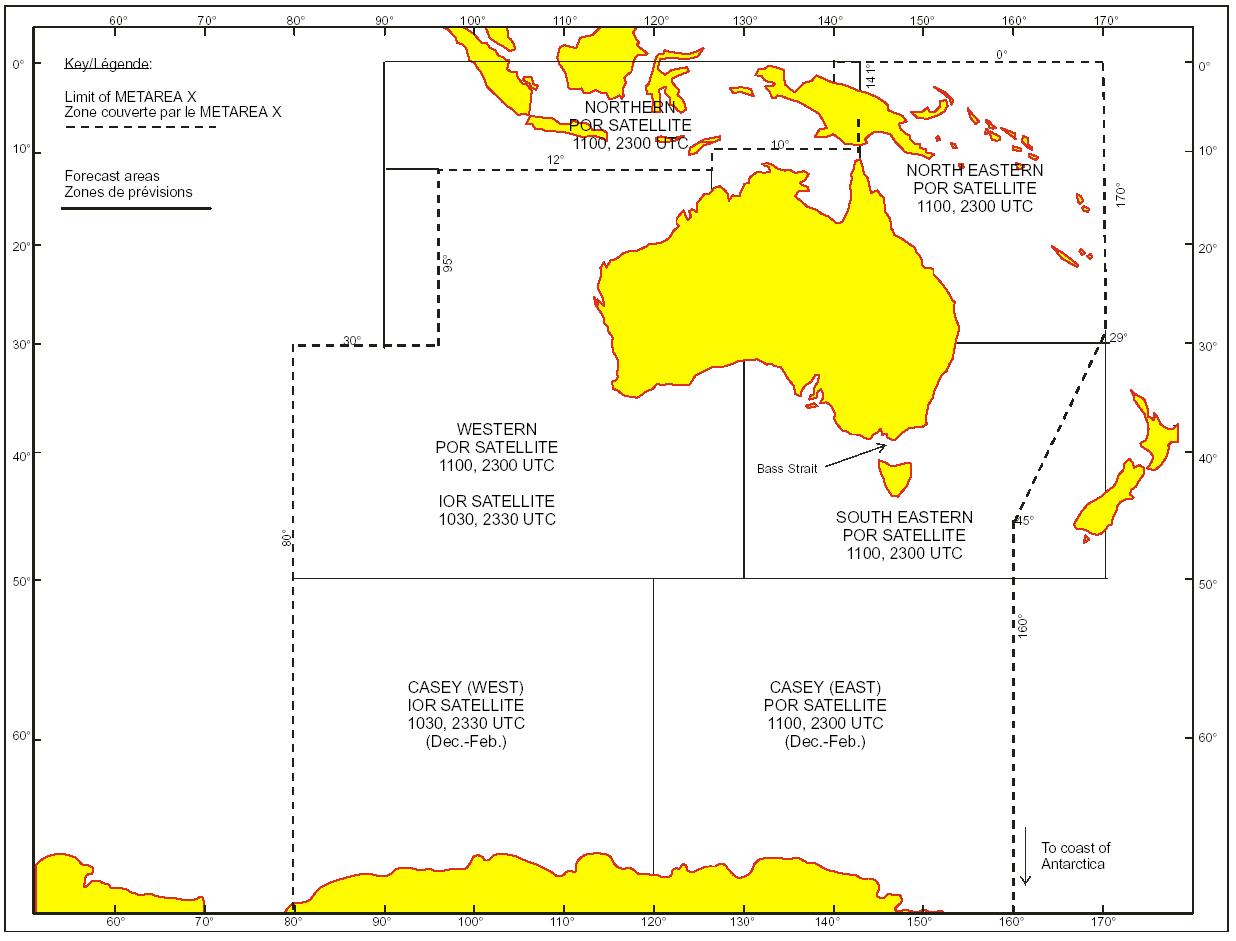 60° 70° 80° 90° 100° 110° 120° 130° 140° 150° 160° 170°
0°
0°
Key/Légende:
Limit of METAREA X
Zone couverte par le METAREA X
Forecast areas
Zones de prévisions
0°
141°
NORTHERN
POR SATELLITE
1100, 2300 UTC
10°
10°
10°
12°
NORTH EASTERN
POR SATELLITE
1100, 2300 UTC
170°
20°
20°
95°
30°
30°
29°
30°
WESTERN
POR SATELLITE
1100, 2300 UTC
IOR SATELLITE
1030, 2330 UTC
40°
40°
Bass Strait
SOUTH EASTERN
POR SATELLITE
1100, 2300 UTC
45°
80°
50°
50°
160°
CASEY (WEST)
IOR SATELLITE
1030, 2330 UTC
(Dec.-Feb.)
CASEY (EAST)
POR SATELLITE
1100, 2300 UTC
(Dec.-Feb.)
60°
60°
To coast of
Antarctica
60° 70° 80° 90° 100° 110° 120° 130° 140° 150° 160° 170°